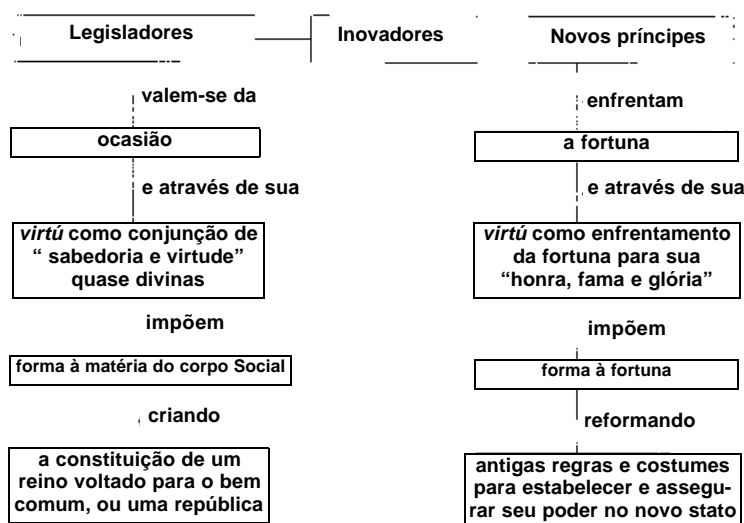 Legisladores
Inovadores
Novos príncipes
valem-se da
ocasião
e através de sua
virtú como conjunção de
“ sabedoria e virtude”
quase divinas
impõem
forma à matéria do corpo Social
criando
a constituição de um
reino voltado para o bem
comum, ou uma república
enfrentam
a fortuna
e através de sua
virtú como enfrentamento
da fortuna para sua
“honra, fama e glória”
impõem
forma à fortuna
reformando
antigas regras e costumes
para estabelecer e assegu-
rar seu poder no novo stato